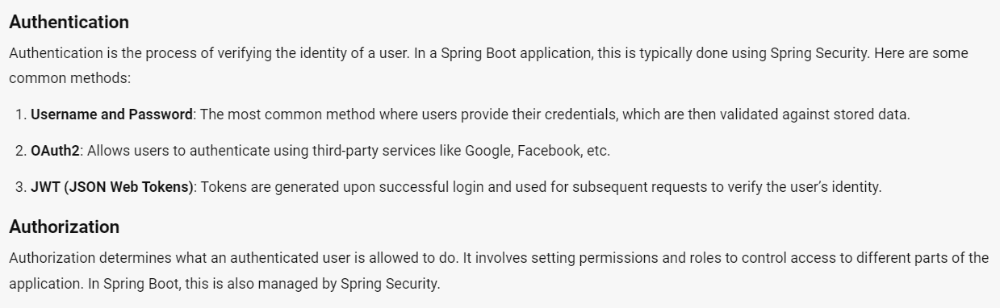 Authentication
Authentication is the process of verifying the identity of a user. In a Spring Boot application, this is typically done using Spring Security. Here are some
common methods:
1. Username and Password: The most common method where users provide their credentials, which are then validated against stored data.
2. OAuth2: Allows users to authenticate using third-party services like Google, Facebook, etc.
3. JWT (JSON Web Tokens): Tokens are generated upon successful login and used for subsequent requests to verify the user’s identity.
Authorization
Authorization determines what an authenticated user is allowed to do. It involves setting permissions and roles to control access to different parts of the
application. In Spring Boot, this is also managed by Spring Security.